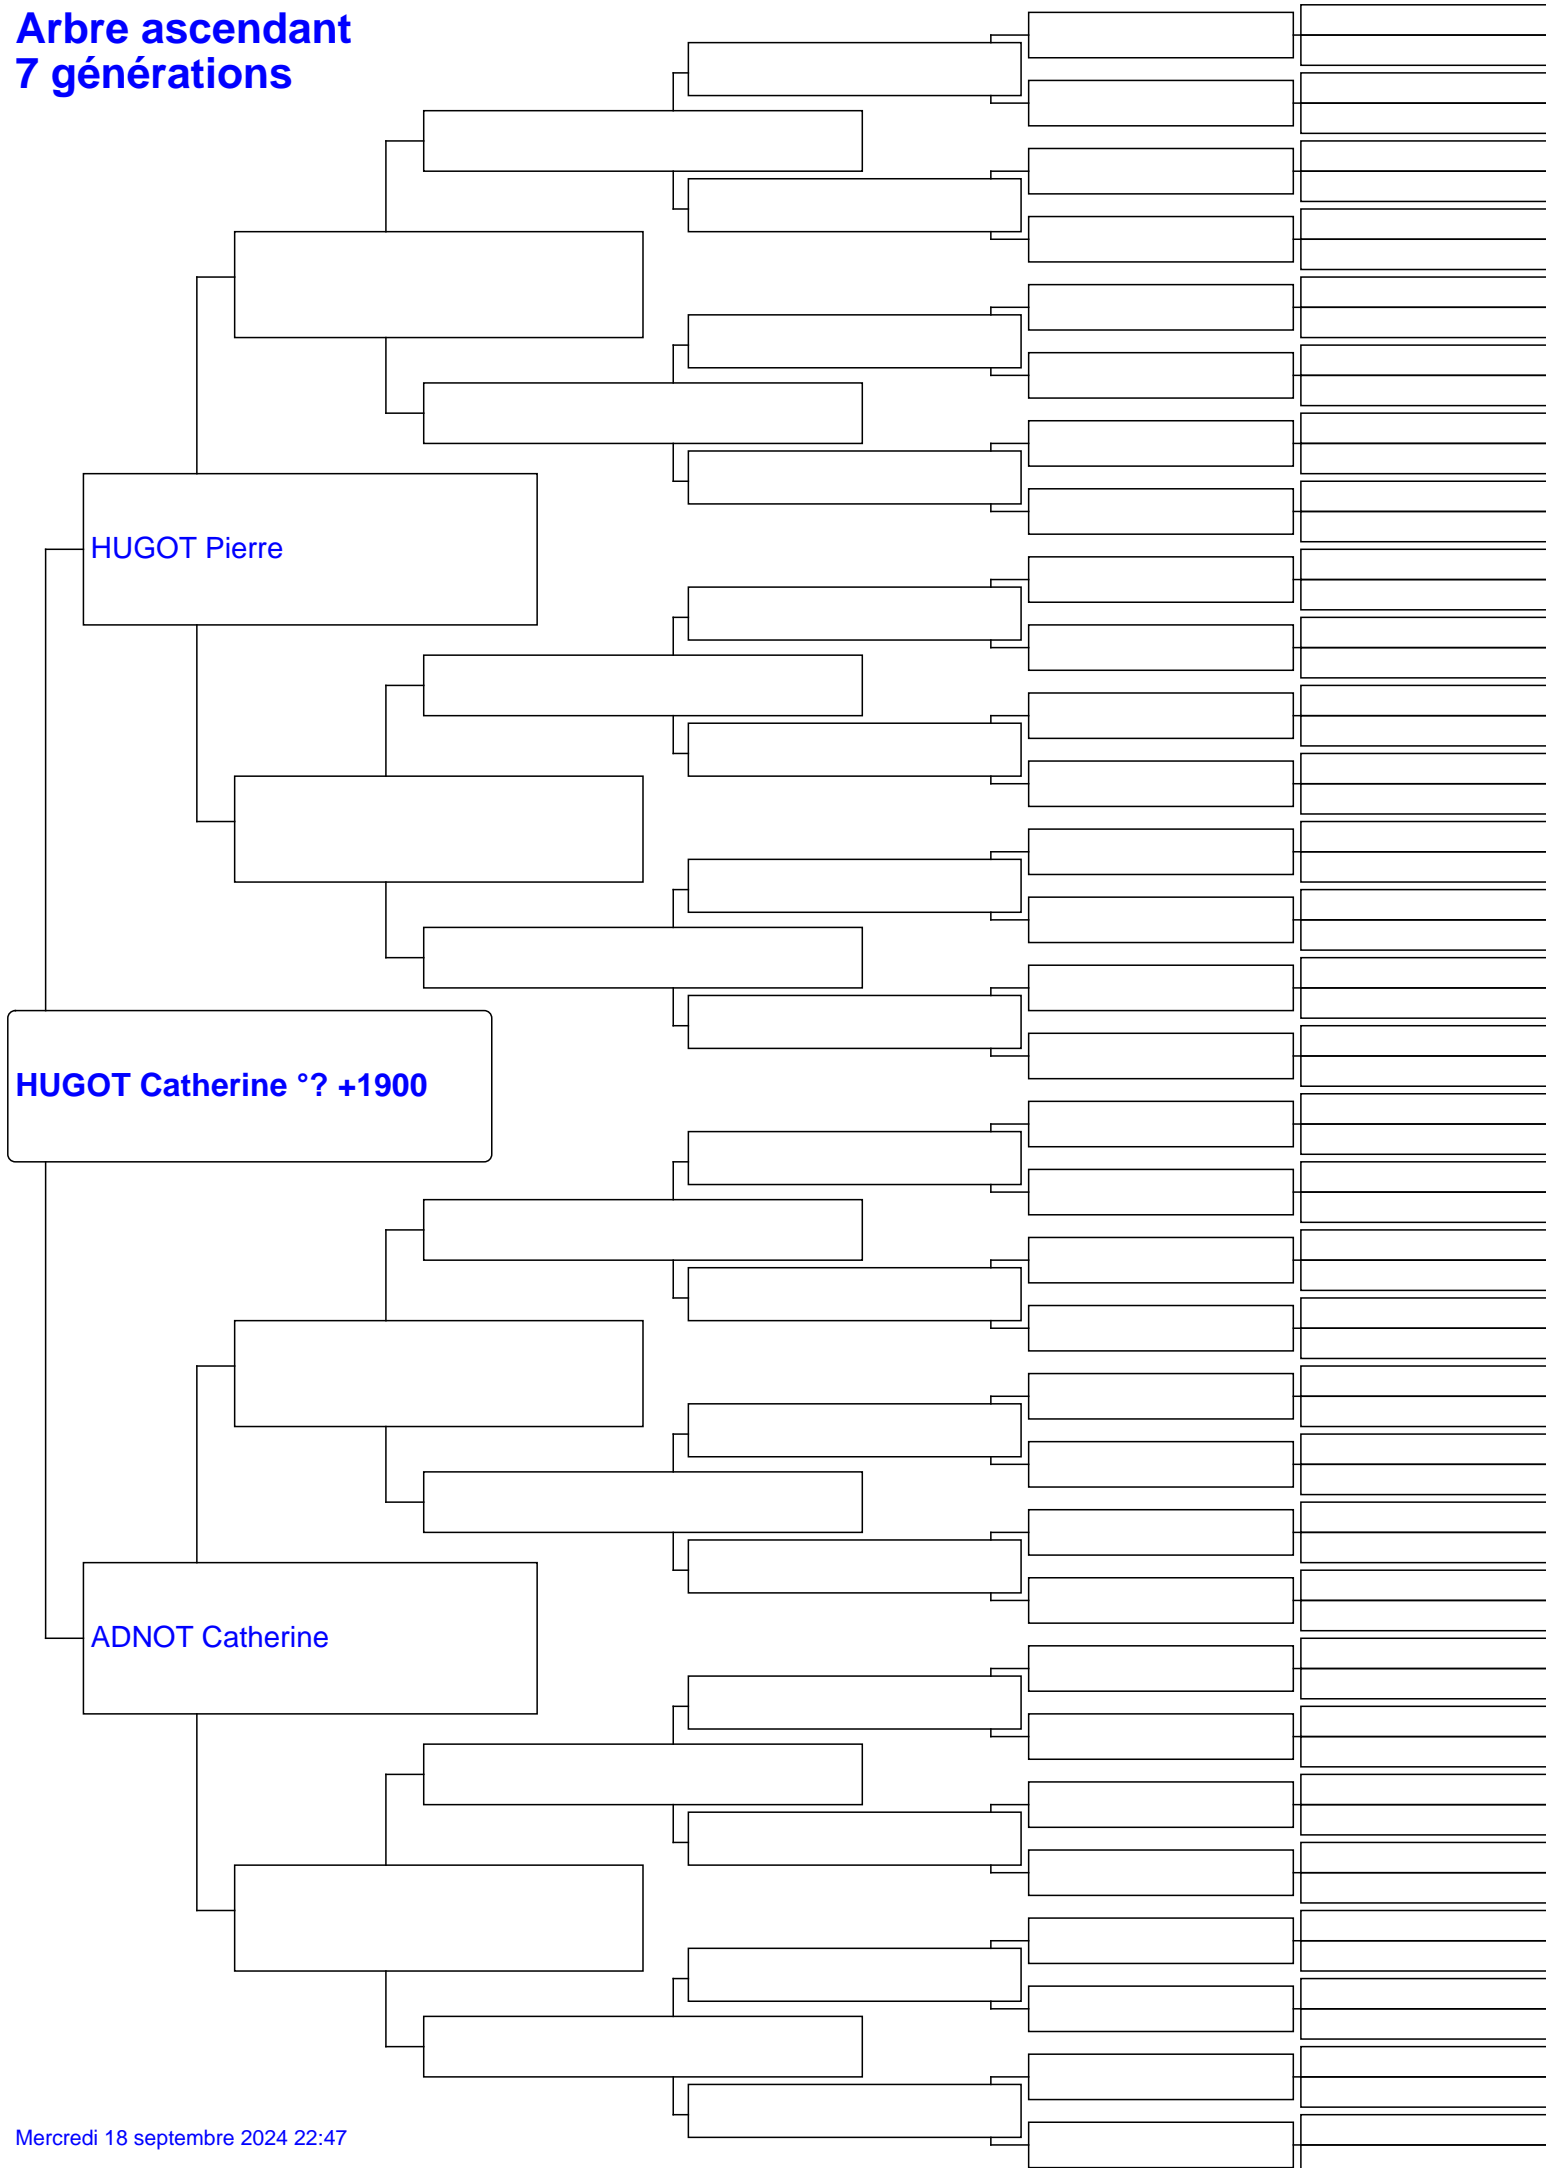 Arbre ascendant
7 générations
HUGOT Pierre
HUGOT Catherine °? +1900
ADNOT Catherine
Mercredi 18 septembre 2024 22:47